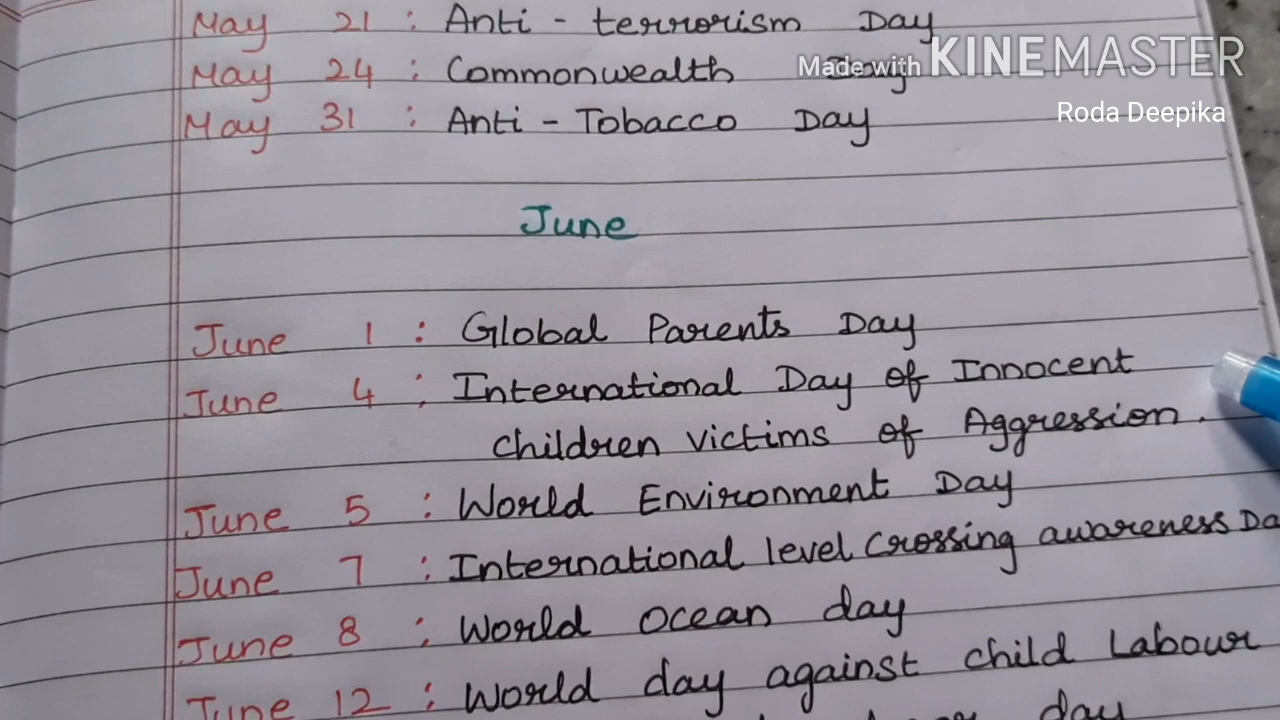 May 21 : Anti - terrorism Day
May 24 : Commonwealth Day
Made with KINEMASTER
May 31 : Anti - Tobacco Day
Roda Deepika
June
June 1 : Global Parents Day
June 4 : International Day of Innocent
children victims of Aggression.
June 5 : World Environment Day
June 7 : International level Crossing awareness Da
June 8 : World Ocean day
June 12 : World day against child Labour
day